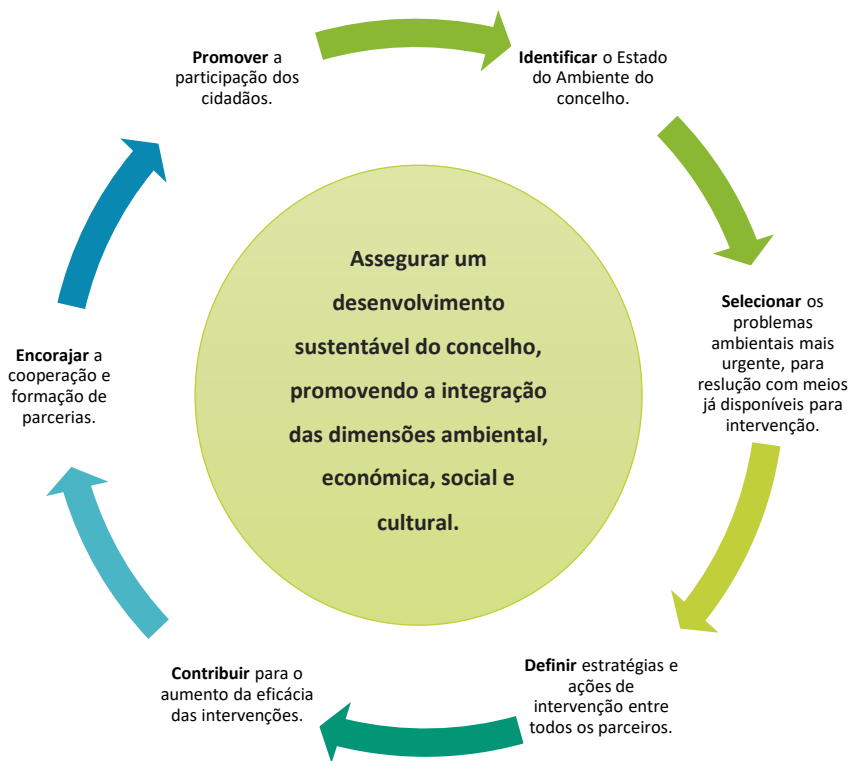 Promover a
participação dos
cidadãos.
Identificar o Estado
do Ambiente do
concelho.
Selecionar os
problemas
ambientais mais
urgente, para
reslução com meios
já disponíveis para
intervenção.
Definir estratégias e
ações de
intervenção entre
todos os parceiros.
Contribuir para o
aumento da eficácia
das intervenções.
Encorajar a
cooperação e
formação de
parcerias.
Assegurar um
desenvolvimento
sustentável do concelho,
promovendo a integração
das dimensões ambiental,
económica, social e
cultural.